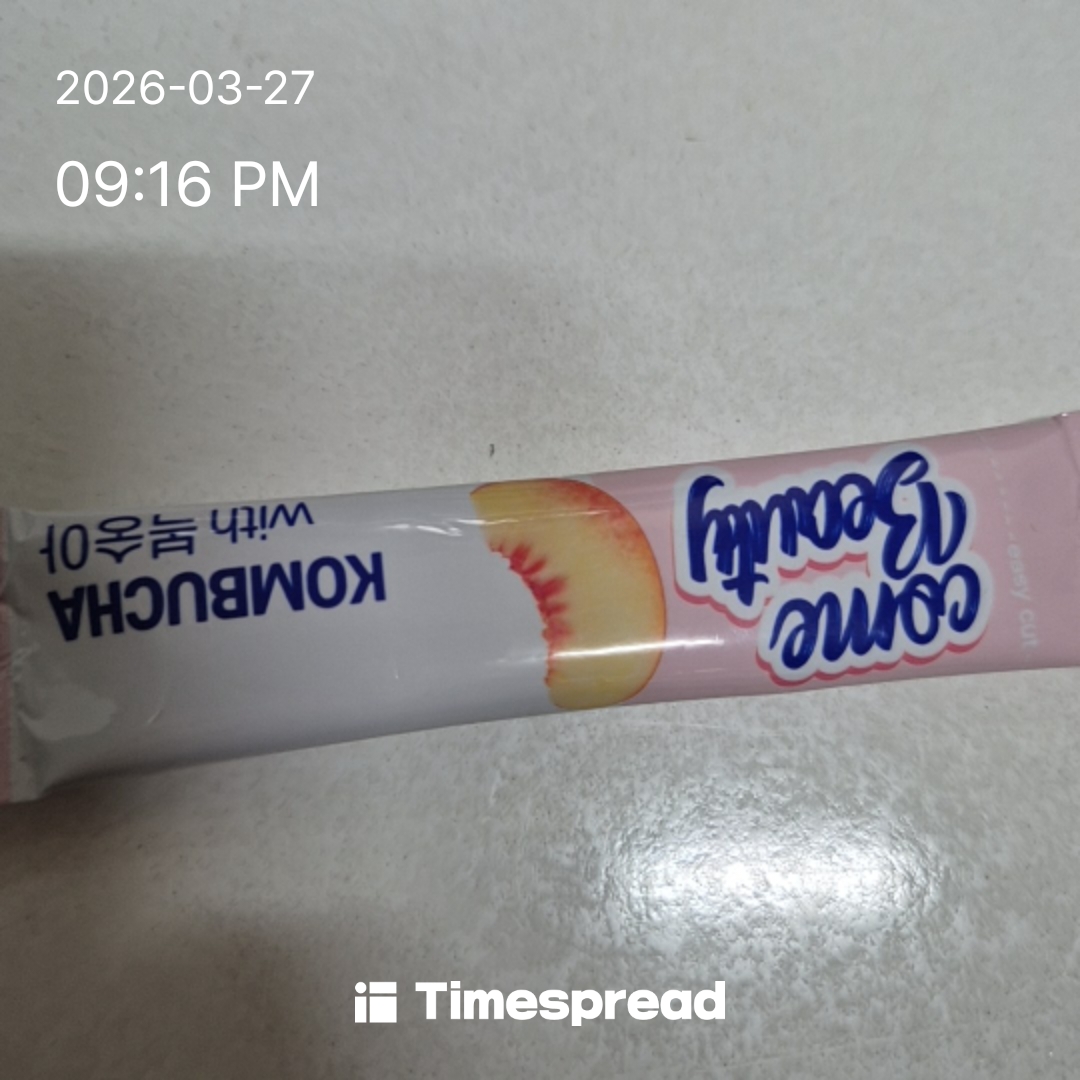 2026-03-27
09:16 PM
come
Beauty
easy cut
KOMBUCHA
with 복숭아
Timespread